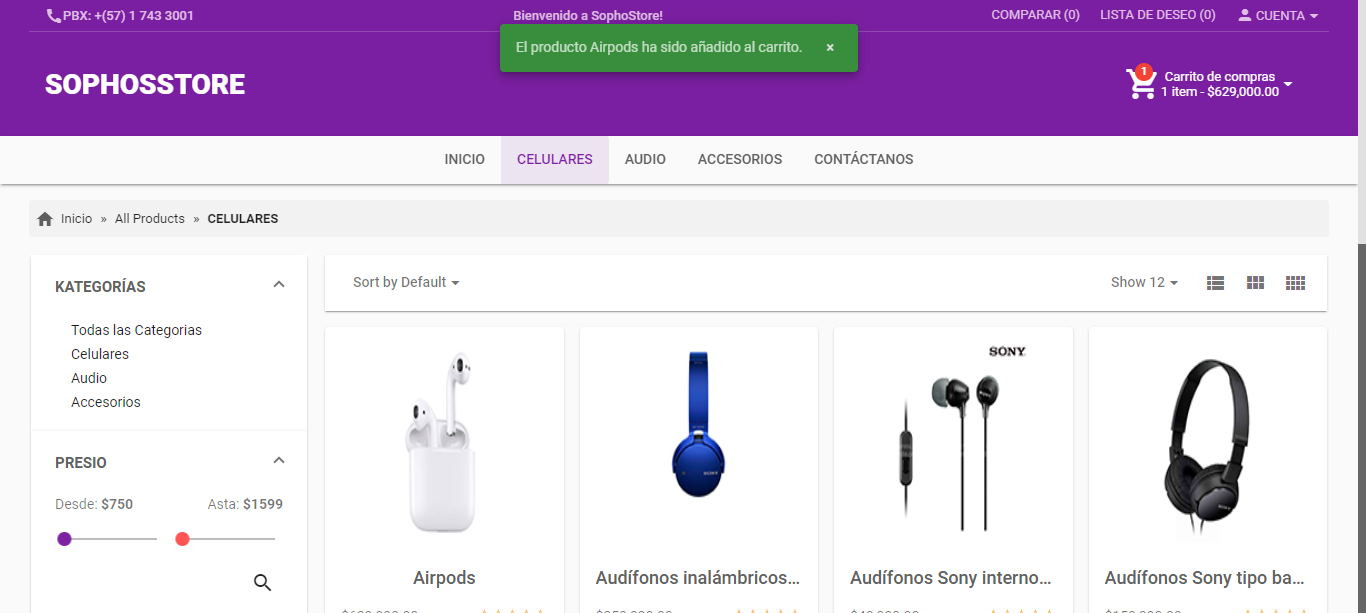 PBX: +(57) 1 743 3001
Bienvenido a SophoStore!
COMPARAR (0) LISTA DE DESEO (0) CUENTA
El producto Airpods ha sido añadido al carrito. ×
SOPHOSSTORE
1
Carrito de compras
1 item - $629,000.00
INICIO CELULARES AUDIO ACCESORIOS CONTÁCTANOS
Inicio » All Products » CELULARES
KATEGORÍAS
Todas las Categorias
Celulares
Audio
Accesorios
PRESIO
Desde: $750 Asta: $1599
Sort by Default
Show 12
SONY
Airpods
Audífonos inalámbricos...
Audífonos Sony interno...
Audífonos Sony tipo ba...